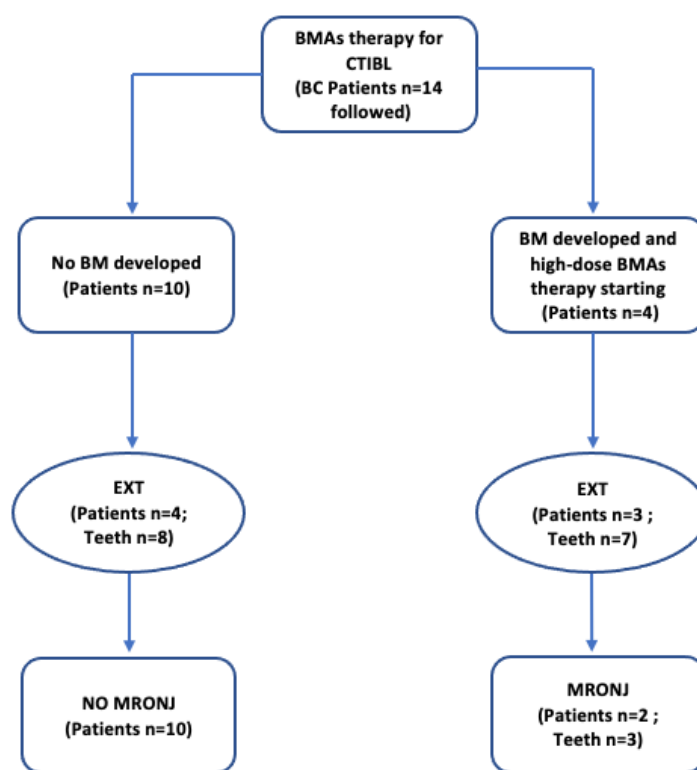 BMAs therapy for
CTIBL
(BC Patients n=14
followed)
No BM developed
(Patients n=10)
BM developed and
high-dose BMAs
therapy starting
(Patients n=4)
EXT
(Patients n=4;
Teeth n=8)
EXT
(Patients n=3 ;
Teeth n=7)
NO MRONJ
(Patients n=10)
MRONJ
(Patients n=2 ;
Teeth n=3)